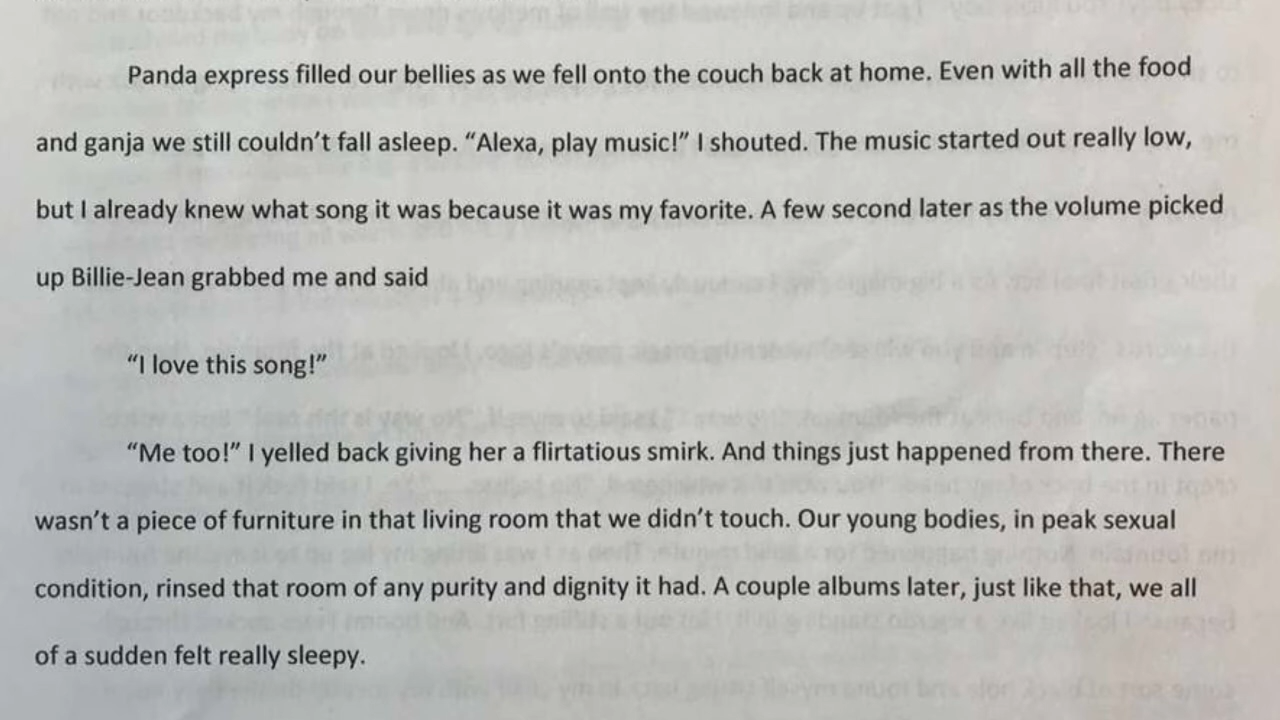 Panda express filled our bellies as we fell onto the couch back at home. Even with all the food
and ganja we still couldn’t fall asleep. “Alexa, play music!” I shouted. The music started out really low,
but I already knew what song it was because it was my favorite. A few second later as the volume picked
up Billie-Jean grabbed me and said
“I love this song!”
“Me too!” I yelled back giving her a flirtatious smirk. And things just happened from there. There
wasn’t a piece of furniture in that living room that we didn’t touch. Our young bodies, in peak sexual
condition, rinsed that room of any purity and dignity it had. A couple albums later, just like that, we all
of a sudden felt really sleepy.